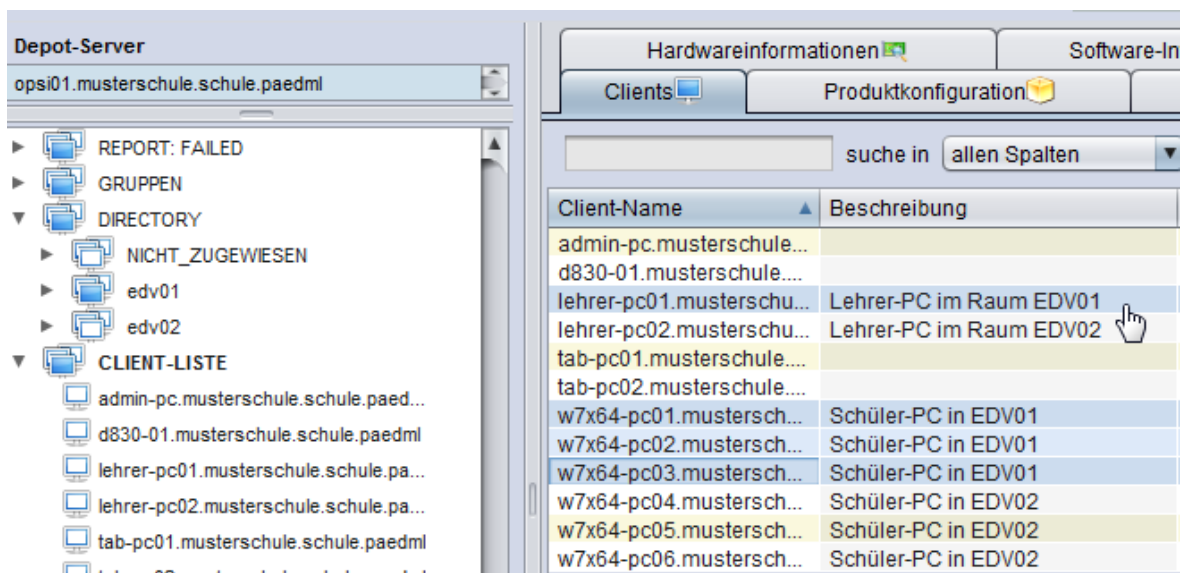 Depot-Server
opsi01.musterschule.schule.paedml
REPORT: FAILED
GRUPPEN
DIRECTORY
NICHT_ZUGEWIESEN
edv01
edv02
CLIENT-LISTE
admin-pc.musterschule.schule.paed...
d830-01.musterschule.schule.paedml
lehrer-pc01.musterschule.schule.pa...
lehrer-pc02.musterschule.schule.pa...
tab-pc01.musterschule.schule.paedml
Hardwareinformationen Software-In
Clients Produktkonfiguration
suche in allen Spalten
Client-Name Beschreibung
admin-pc.musterschule...
d830-01.musterschule....
lehrer-pc01.musterschu... Lehrer-PC im Raum EDV01
lehrer-pc02.musterschu... Lehrer-PC im Raum EDV02
tab-pc01.musterschule....
tab-pc02.musterschule....
w7x64-pc01.mustersch... Schüler-PC in EDV01
w7x64-pc02.mustersch... Schüler-PC in EDV01
w7x64-pc03.mustersch... Schüler-PC in EDV01
w7x64-pc04.mustersch... Schüler-PC in EDV02
w7x64-pc05.mustersch... Schüler-PC in EDV02
w7x64-pc06.mustersch... Schüler-PC in EDV02